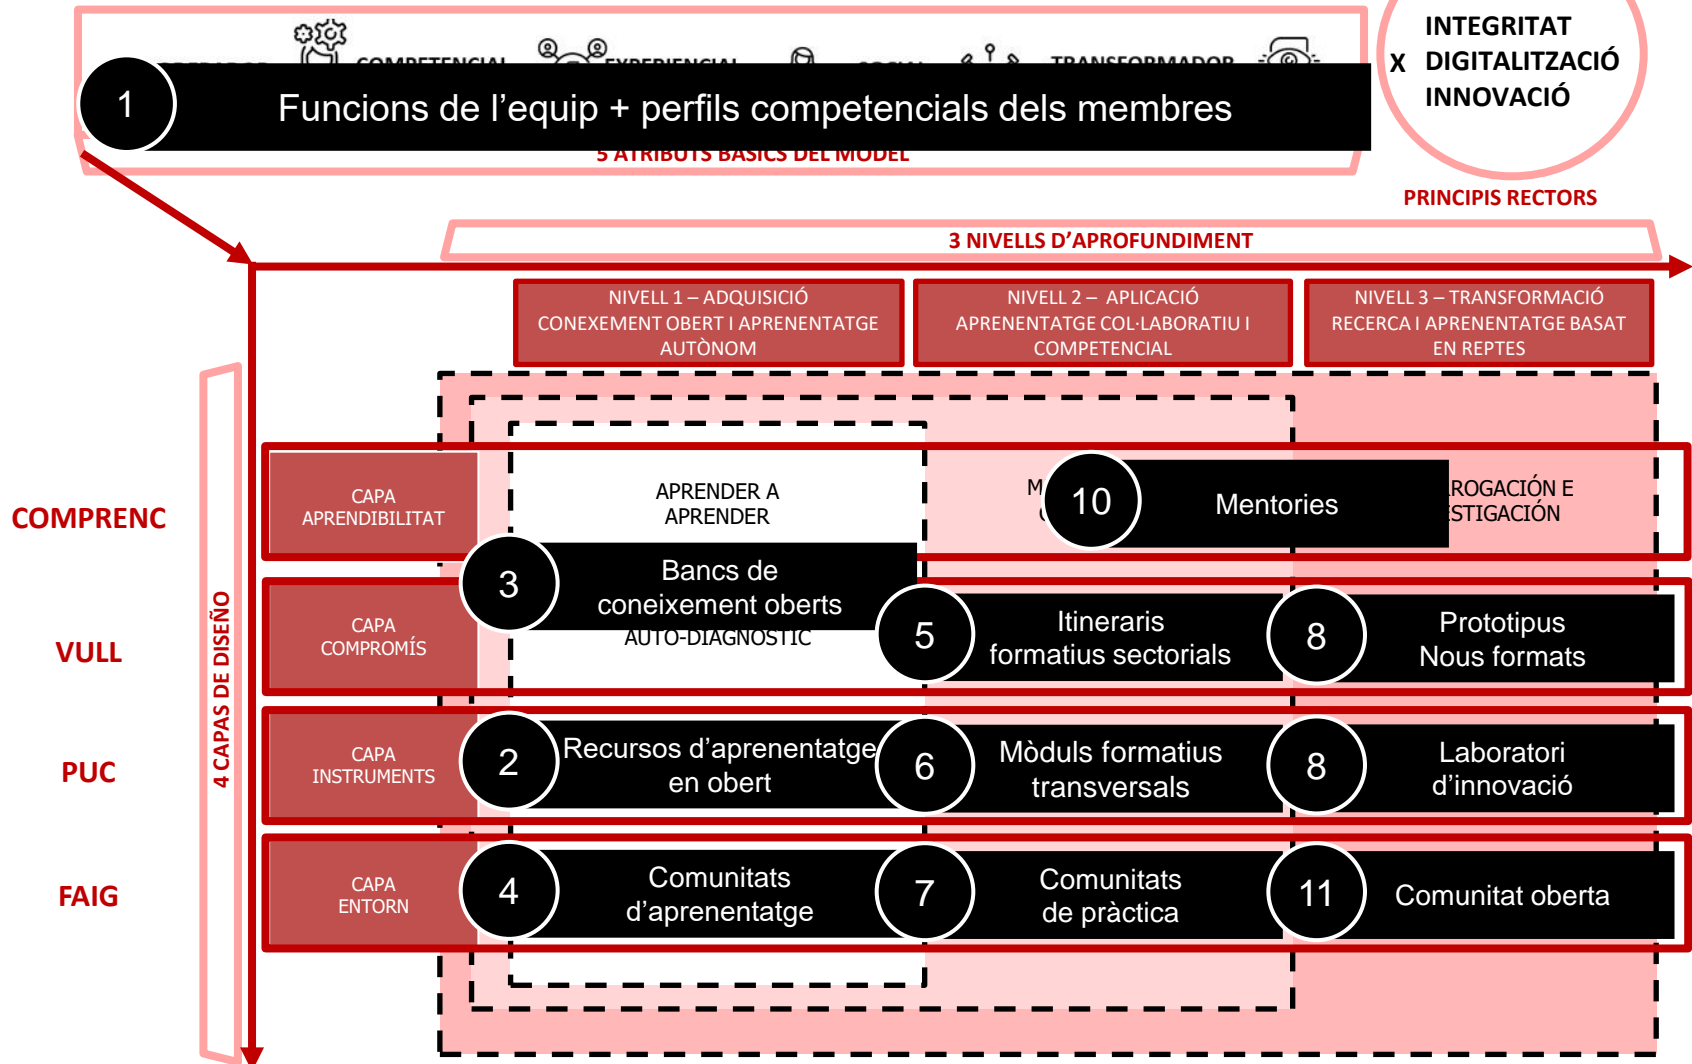 INTEGRITAT
X DIGITALITZACIÓ
INNOVACIÓ
COMPETENCIAL
EXPERIENCIAL
SOCIAL
TRANSFORMADOR
1
Funcions de l’equip + perfils competencials dels membres
5 ATRIBUTS BÀSICS DEL MODEL
PRINCIPIS RECTORS
3 NIVELLS D’APROFUNDIMENT
NIVELL 1 – ADQUISICIÓ
CONEXEMENT OBERT I APRENENTATGE
AUTÒNOM
NIVELL 2 – APLICACIÓ
APRENENTATGE COL·LABORATIU I
COMPETENCIAL
NIVELL 3 – TRANSFORMACIÓ
RECERCA I APRENENTATGE BASAT
EN REPTES
4 CAPAS DE DISEÑO
COMPRENC
CAPA
APRENDIBILITAT
APRENDER A
APRENDER
10
Mentories
3
Bancs de
coneixement oberts
VULL
CAPA
COMPROMÍS
AUTO-DIAGNOSTIC
5
Itineraris
formatius sectorials
8
Prototipus
Nous formats
PUC
CAPA
INSTRUMENTS
2
Recursos d’aprenentatge
en obert
6
Mòduls formatius
transversals
8
Laboratori
d’innovació
FAIG
CAPA
ENTORN
4
Comunitats
d’aprenentatge
7
Comunitats
de pràctica
11
Comunitat oberta